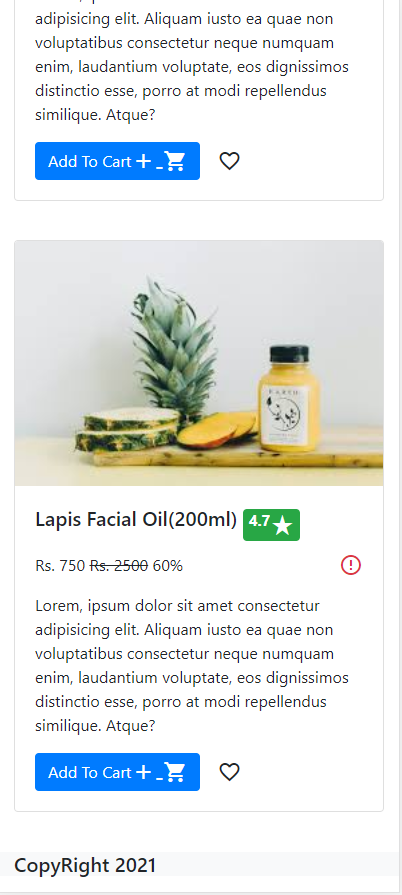 adipisicing elit. Aliquam iusto ea quae non
voluptatibus consectetur neque numquam
enim, laudantium voluptate, eos dignissimos
distinctio esse, porro at modi repellendus
similique. Atque?
Add To Cart
EARTH
Lapis Facial Oil(200ml) 4.7
Rs. 750 Rs. 2500 60%
Lorem, ipsum dolor sit amet consectetur
adipisicing elit. Aliquam iusto ea quae non
voluptatibus consectetur neque numquam
enim, laudantium voluptate, eos dignissimos
distinctio esse, porro at modi repellendus
similique. Atque?
Add To Cart
CopyRight 2021